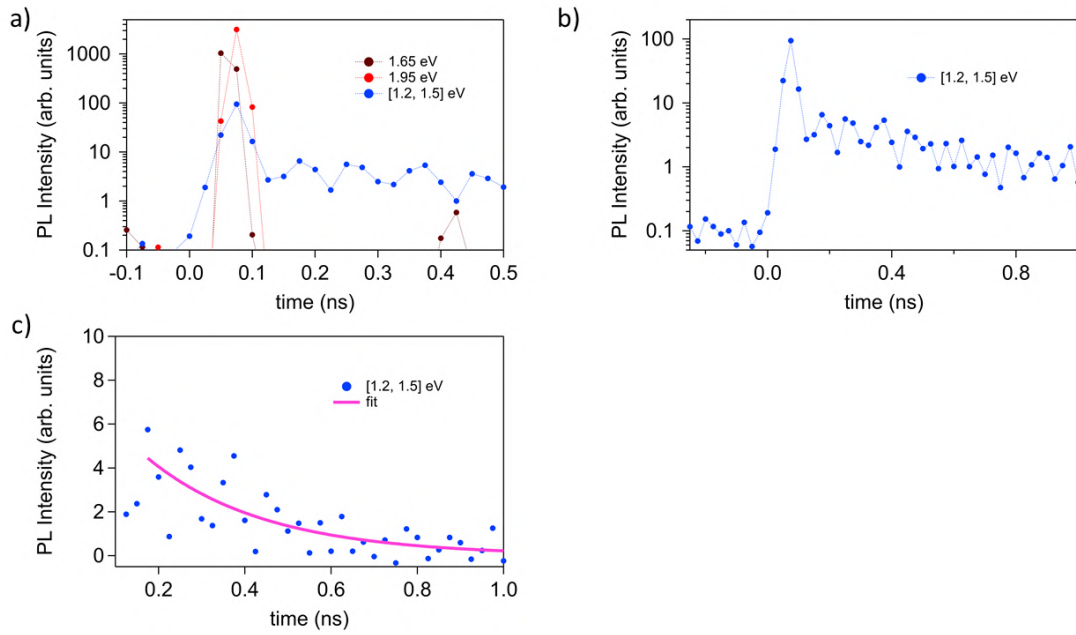 a)
PL Intensity (arb. units)
1000
100
10
1
0.1
1.65 eV
1.95 eV
[1.2, 1.5] eV
-0.1 0.0 0.1 0.2 0.3 0.4 0.5
time (ns)
b)
PL Intensity (arb. units)
100
10
1
0.1
[1.2, 1.5] eV
0.0 0.4 0.8
time (ns)
c)
PL Intensity (arb. units)
10
8
6
4
2
0
[1.2, 1.5] eV
fit
0.2 0.4 0.6 0.8 1.0
time (ns)